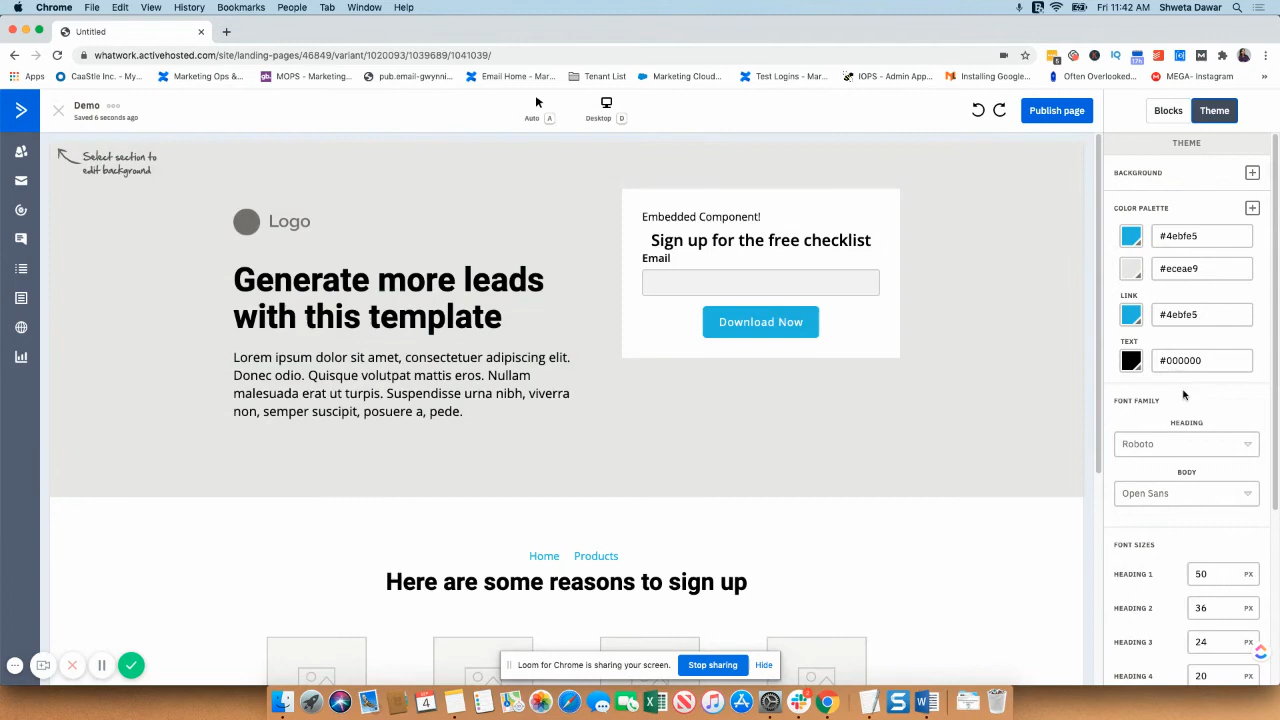 Chrome File Edit View History Bookmarks People Tab Window Help
Fri 11:42 AM Shweta Dawar
Untitled
whatwork.activehosted.com/site/landing-pages/46849/variant/1020093/1039689/1041039/
Apps CaaStle Inc. - My... Marketing Ops &... MOPS - Marketing... pub.email-gwynni... Email Home - Mar... Tenant List Marketing Cloud... Test Logins - Mar... IOPS - Admin App... Installing Google... Often Overlooked... MEGA- Instagram
Demo
Saved 6 seconds ago
Auto A
Desktop D
Publish page
Blocks
Theme
Select section to
edit background
Logo
Generate more leads
with this template
Lorem ipsum dolor sit amet, consectetuer adipiscing elit.
Donec odio. Quisque volutpat mattis eros. Nullam
malesuada erat ut turpis. Suspendisse urna nibh, viverra
non, semper suscipit, posuere a, pede.
Embedded Component!
Sign up for the free checklist
Email
Download Now
Home Products
Here are some reasons to sign up
THEME
BACKGROUND
COLOR PALETTE
#4ebfe5
#eceae9
LINK
#4ebfe5
TEXT
#000000
FONT FAMILY
HEADING
Roboto
BODY
Open Sans
FONT SIZES
HEADING 1 50 PX
HEADING 2 36 PX
HEADING 3 24 PX
HEADING 4 20 PX
Loom for Chrome is sharing your screen. Stop sharing Hide